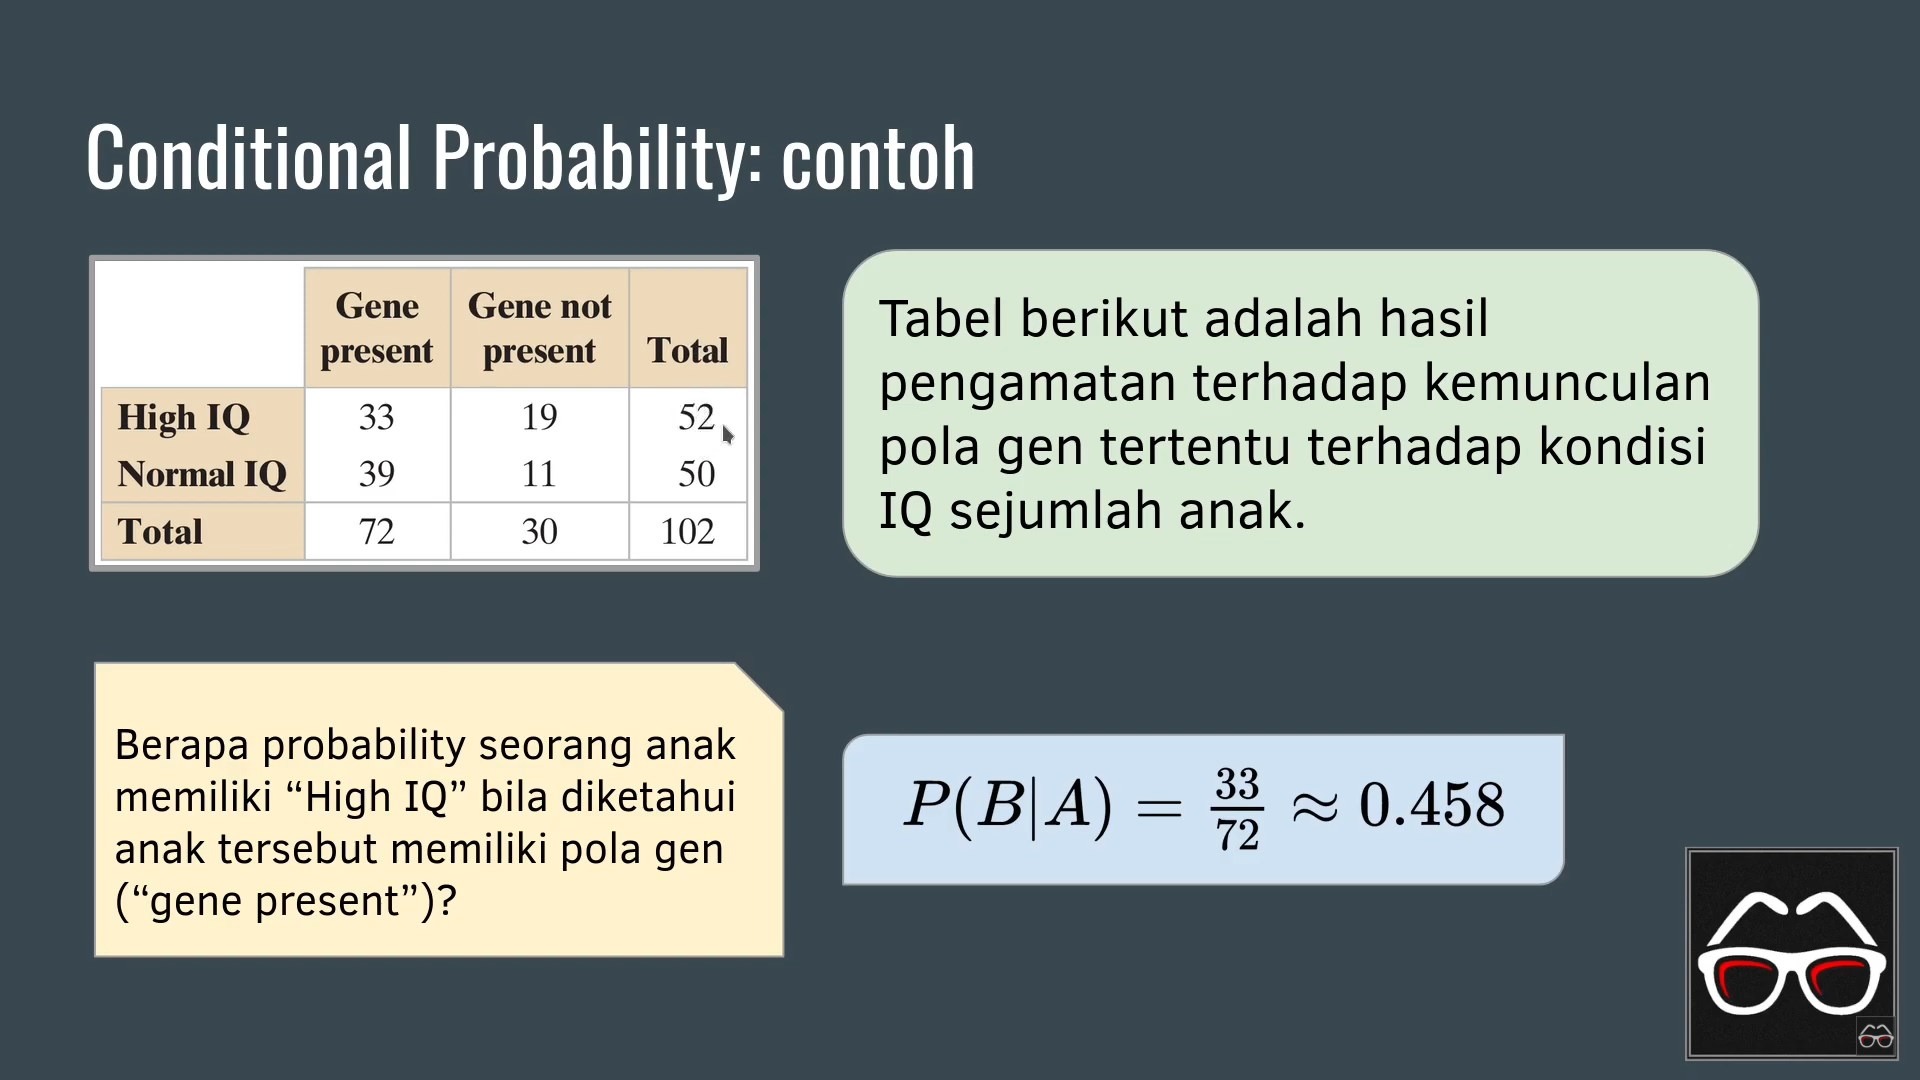 Conditional Probability: contoh
Gene present	Gene not present	Total
High IQ	33	19	52
Normal IQ	39	11	50
Total	72	30	102
Tabel berikut adalah hasil
pengamatan terhadap kemunculan
pola gen tertentu terhadap kondisi
IQ sejumlah anak.
Berapa probability seorang anak
memiliki “High IQ” bila diketahui
anak tersebut memiliki pola gen
(“gene present”)?
P(B|A) = 33/72 ≈ 0.458